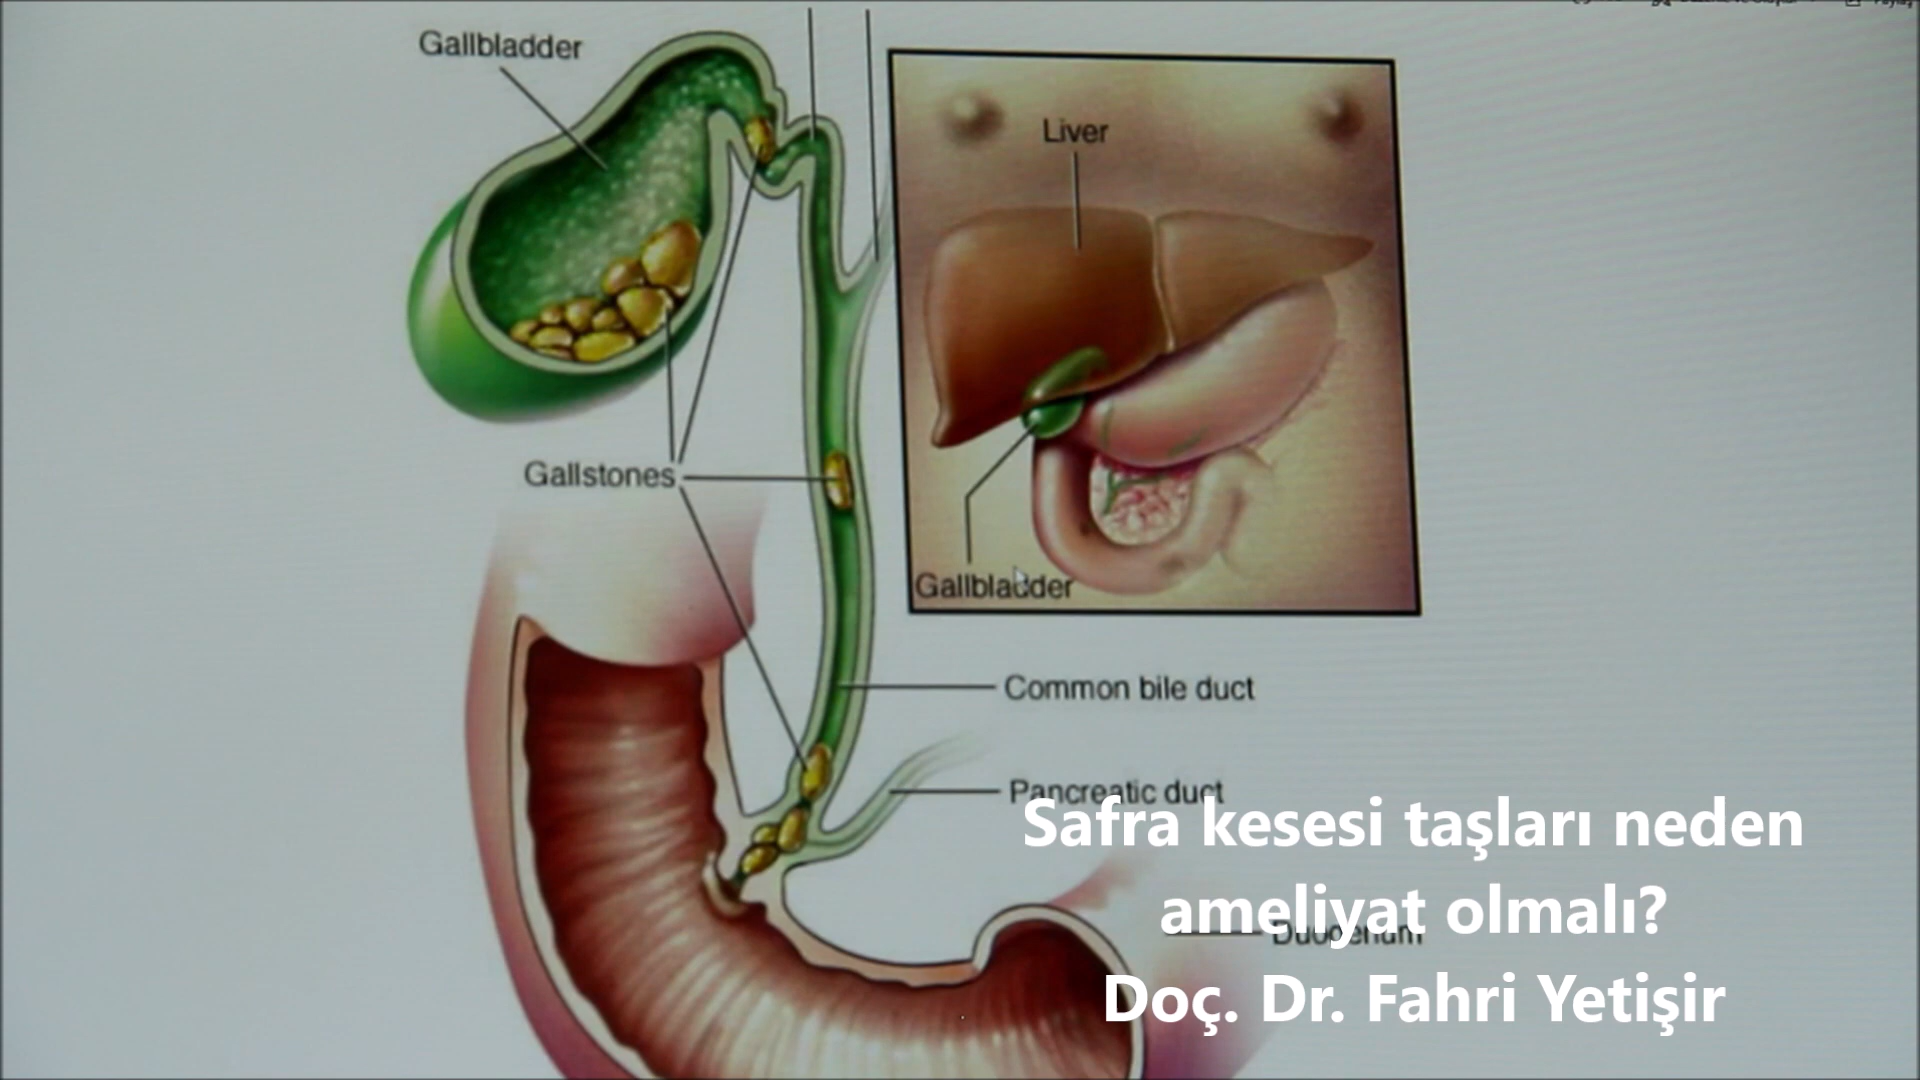 Gallbladder
Liver
Gallstones
Gallbladder
Common bile duct
Pancreatic duct
Safra kesesi taşları neden
ameliyat olmalı?
Duodenum
Doç. Dr. Fahri Yetişir